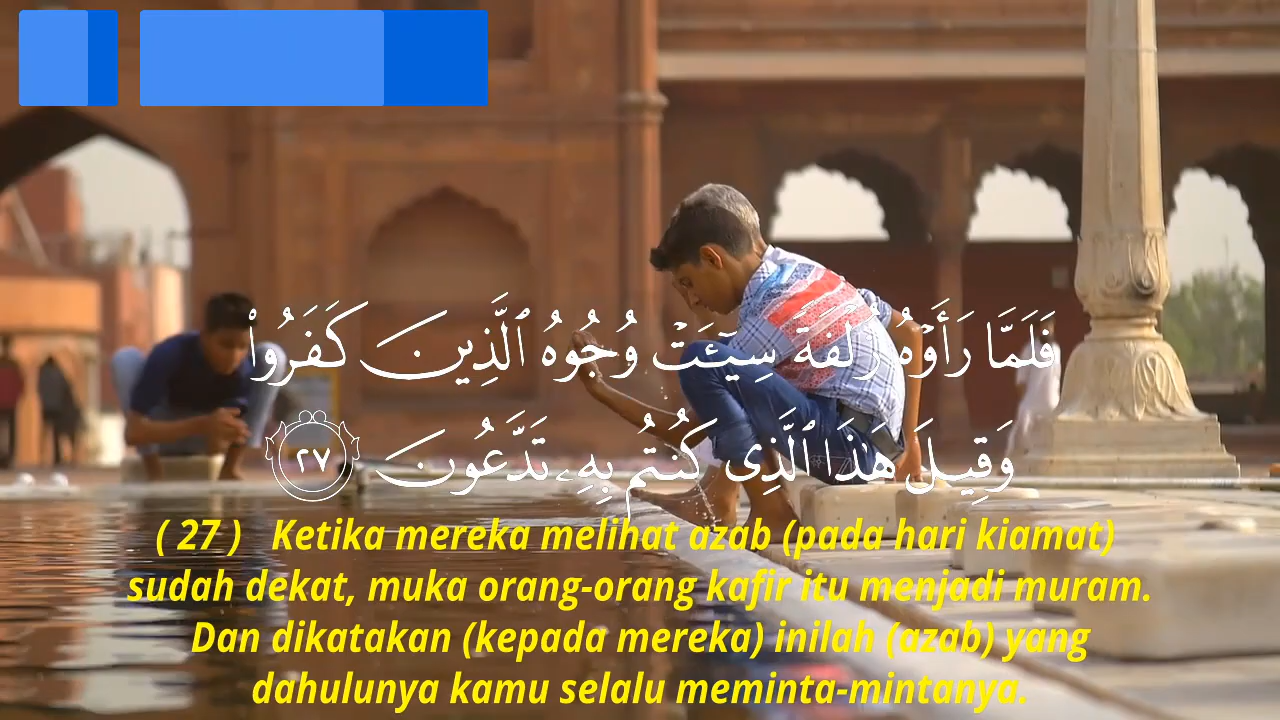 فَلَمَّا رَأَوۡهُ زُلۡفَةٗ سِيٓـَٔتۡ وُجُوهُ ٱلَّذِينَ كَفَرُواْ
وَقِيلَ هَٰذَا ٱلَّذِي كُنتُم بِهِۦ تَدَّعُونَ ٢٧
( 27 ) Ketika mereka melihat azab (pada hari kiamat)
sudah dekat, muka orang-orang kafir itu menjadi muram.
Dan dikatakan (kepada mereka) inilah (azab) yang
dahulunya kamu selalu meminta-mintanya.